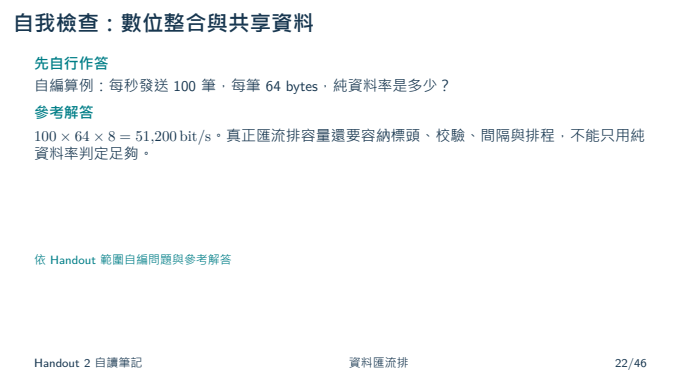 自我檢查：數位整合與共享資料
先自行作答
自編算例：每秒發送 100 筆，每筆 64 bytes，純資料率是多少？
參考解答
100 × 64 × 8 = 51,200 bit/s。真正匯流排容量還要容納標頭、校驗、間隔與排程，不能只用純
資料率判定足夠。
依 Handout 範圍自編問題與參考解答
Handout 2 自讀筆記
資料匯流排
22/46